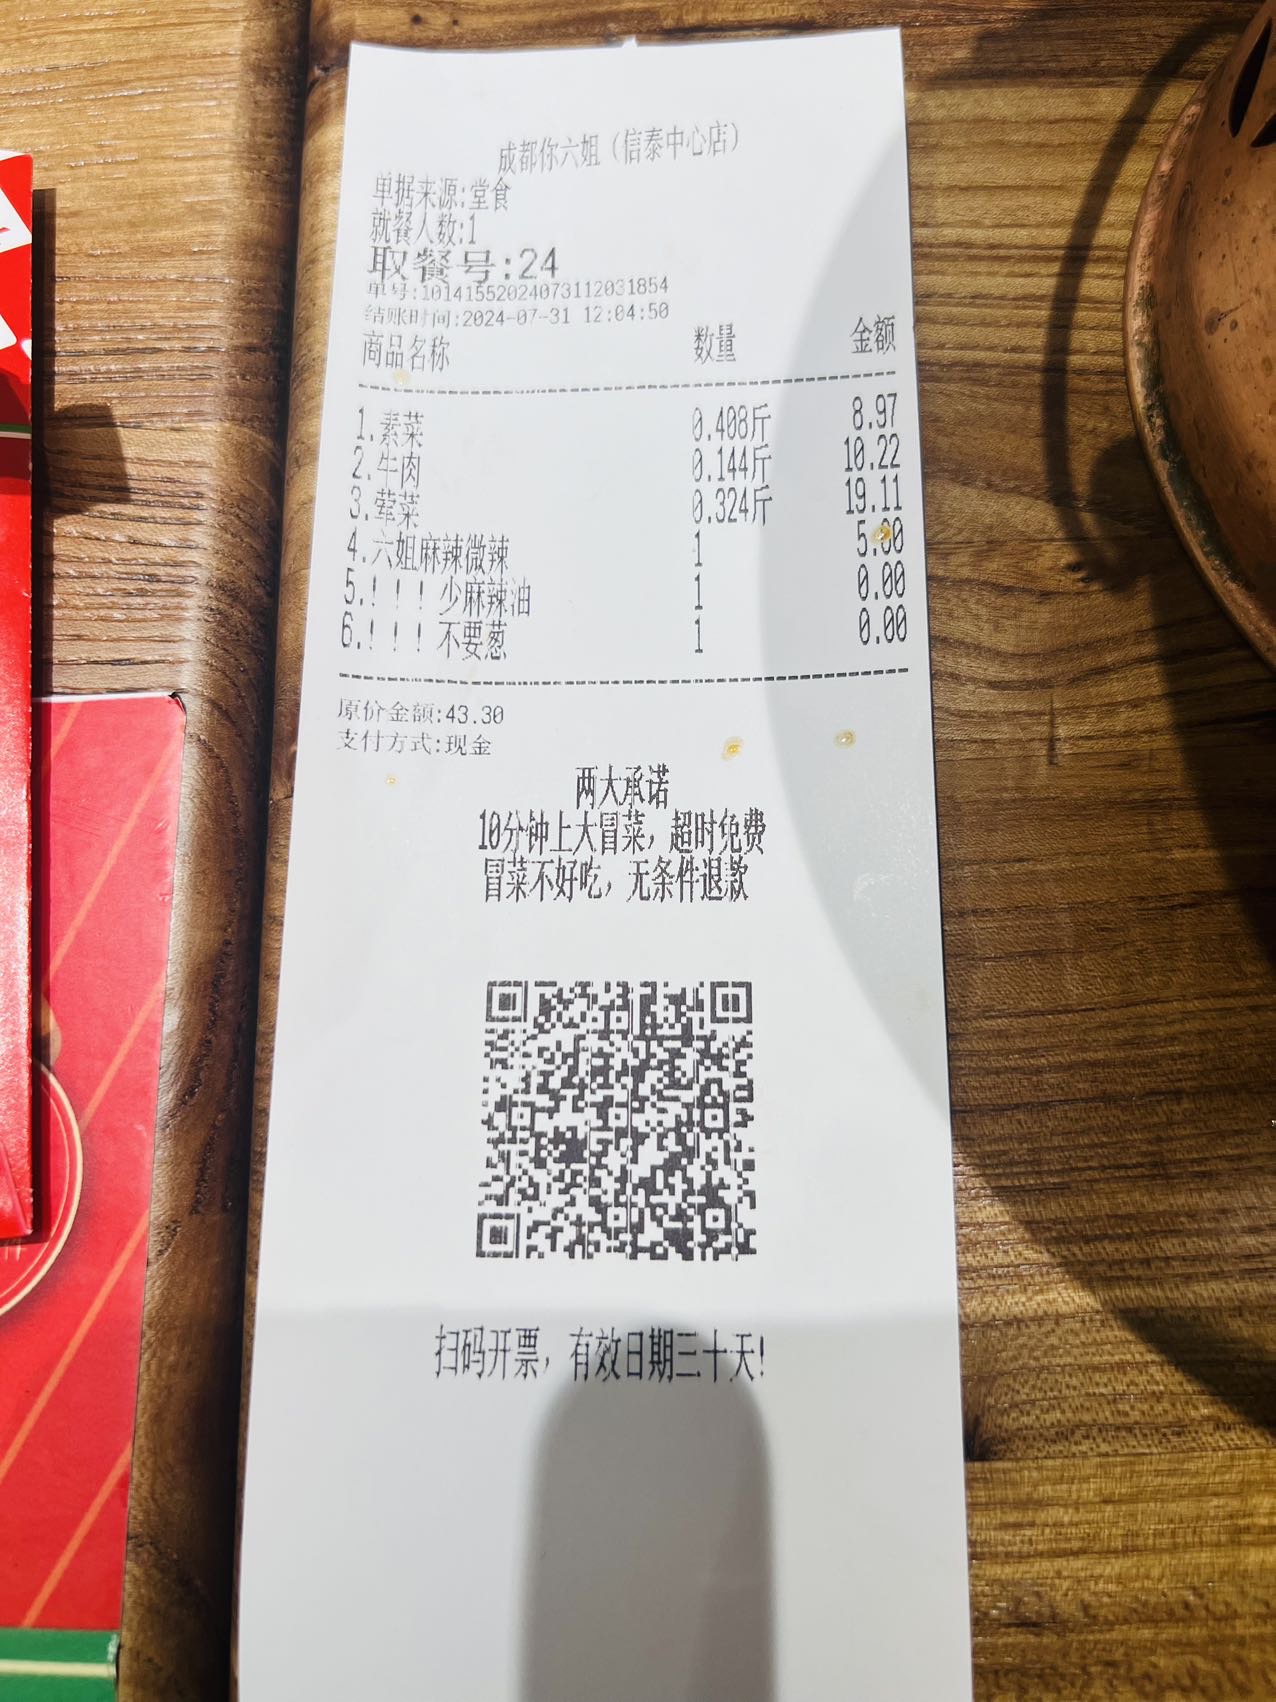 成都你六姐（信泰中心店）
单据来源:堂食
就餐人数:1
取餐号:24
单号:10141552024073112031854
结账时间:2024-07-31 12:04:50
商品名称 数量 金额
1.素菜 0.408斤 8.97
2.牛肉 0.144斤 10.22
3.荤菜 0.324斤 19.11
4.六姐麻辣微辣 1 5.00
5.！！！少麻辣油 1 0.00
6.！！！不要葱 1 0.00
原价金额:43.30
支付方式:现金
两大承诺
10分钟上大冒菜，超时免费
冒菜不好吃，无条件退款
扫码开票，有效日期三十天!